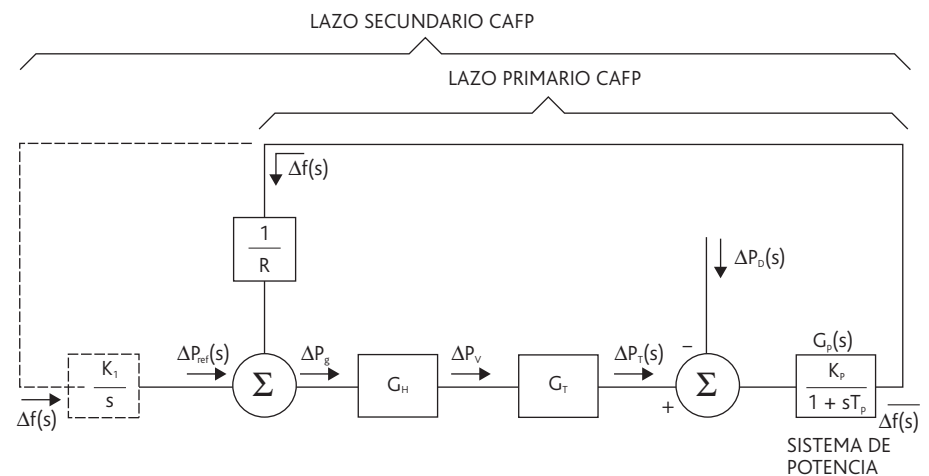 LAZO SECUNDARIO CAFP
LAZO PRIMARIO CAFP
Δf(s)
1
R
ΔP_D(s)
ΔP_ref(s)
ΔP_g
ΔP_V
ΔP_T(s)
−
G_p(s)
K_1
s
Σ
G_H
G_T
Σ
K_P
1 + sT_p
+
Δf(s)
Δf(s)
SISTEMA DE
POTENCIA